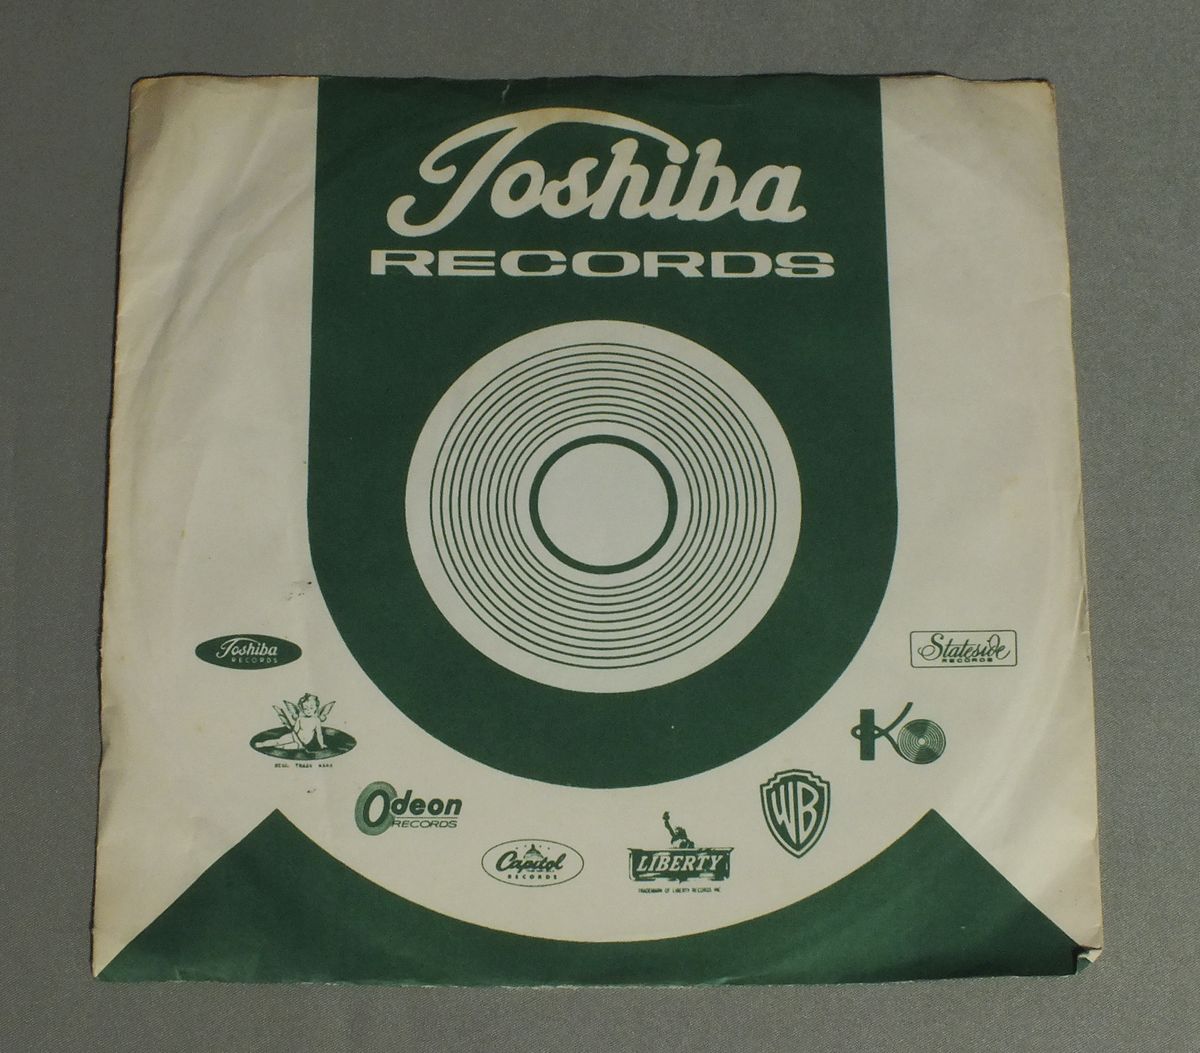 Toshiba
RECORDS
Toshiba
RECORDS
REGD. TRADE MARK
Odeon
RECORDS
Capitol
RECORDS
LIBERTY
TRADEMARK OF LIBERTY RECORDS INC
WB
KO
Stateside
RECORDS